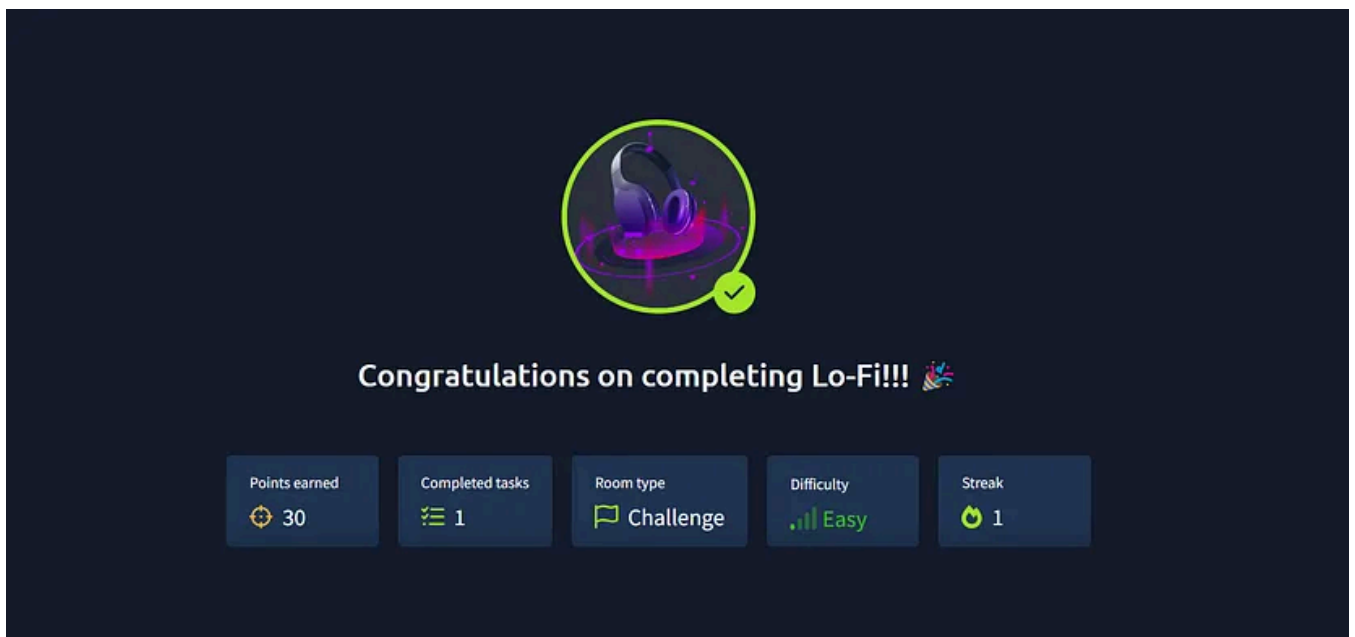 Congratulations on completing Lo-Fi!!! 🎉
Points earned
30
Completed tasks
1
Room type
Challenge
Difficulty
Easy
Streak
1